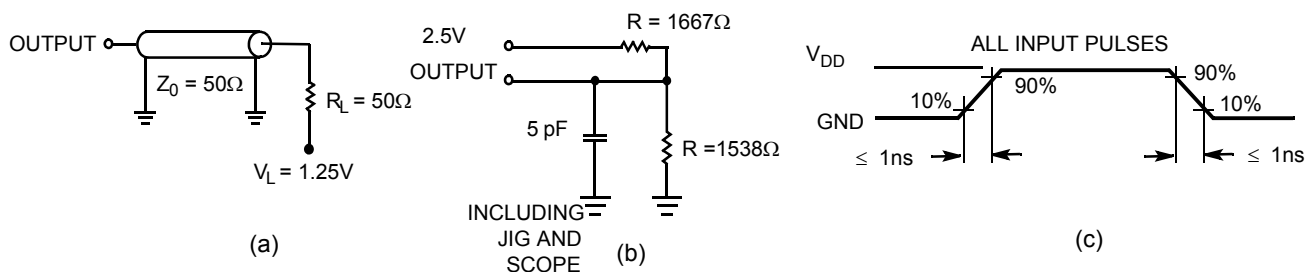 OUTPUT
Z0 = 50Ω
RL = 50Ω
VL = 1.25V
(a)
R = 1667Ω
2.5V
OUTPUT
5 pF
R =1538Ω
INCLUDING
JIG AND
SCOPE
(b)
ALL INPUT PULSES
VDD
90%
90%
10%
10%
GND
≤ 1ns
≤ 1ns
(c)